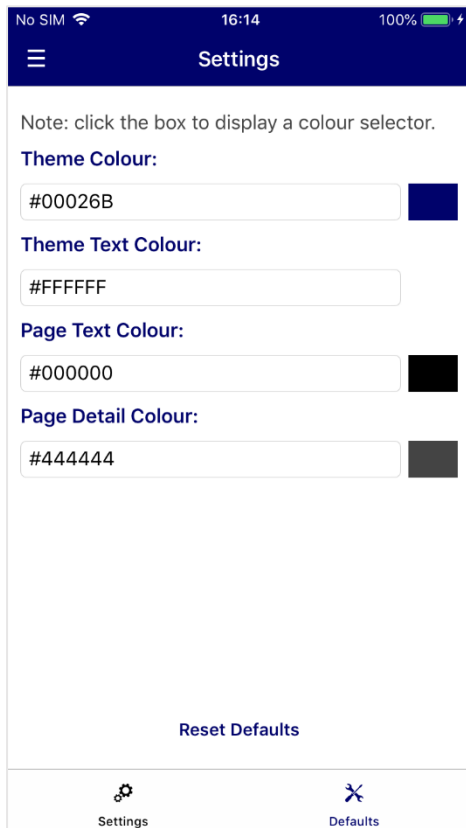 No SIM 16:14 100%
Settings
Note: click the box to display a colour selector.
Theme Colour:
#00026B
Theme Text Colour:
#FFFFFF
Page Text Colour:
#000000
Page Detail Colour:
#444444
Reset Defaults
Settings Defaults